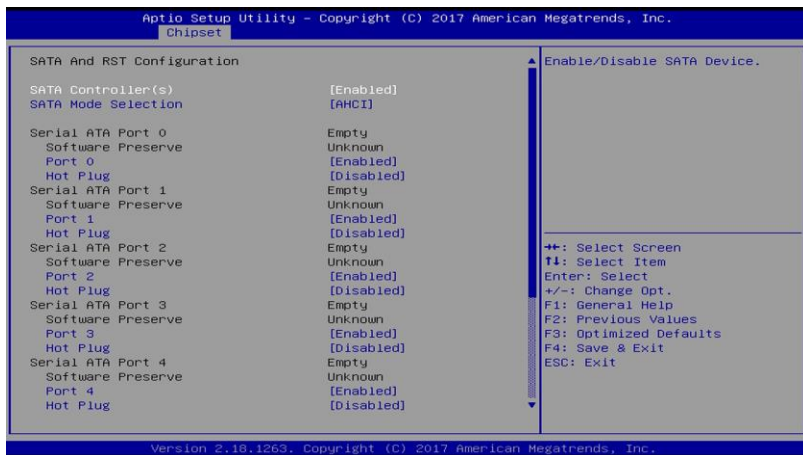 Aptio Setup Utility – Copyright (C) 2017 American Megatrends, Inc.
Chipset
SATA And RST Configuration
SATA Controller(s) [Enabled]
SATA Mode Selection [AHCI]
Serial ATA Port 0 Empty
Software Preserve Unknown
Port 0 [Enabled]
Hot Plug [Disabled]
Serial ATA Port 1 Empty
Software Preserve Unknown
Port 1 [Enabled]
Hot Plug [Disabled]
Serial ATA Port 2 Empty
Software Preserve Unknown
Port 2 [Enabled]
Hot Plug [Disabled]
Serial ATA Port 3 Empty
Software Preserve Unknown
Port 3 [Enabled]
Hot Plug [Disabled]
Serial ATA Port 4 Empty
Software Preserve Unknown
Port 4 [Enabled]
Hot Plug [Disabled]
Enable/Disable SATA Device.
→←: Select Screen
↑↓: Select Item
Enter: Select
+/-: Change Opt.
F1: General Help
F2: Previous Values
F3: Optimized Defaults
F4: Save & Exit
ESC: Exit
Version 2.18.1263. Copyright (C) 2017 American Megatrends, Inc.